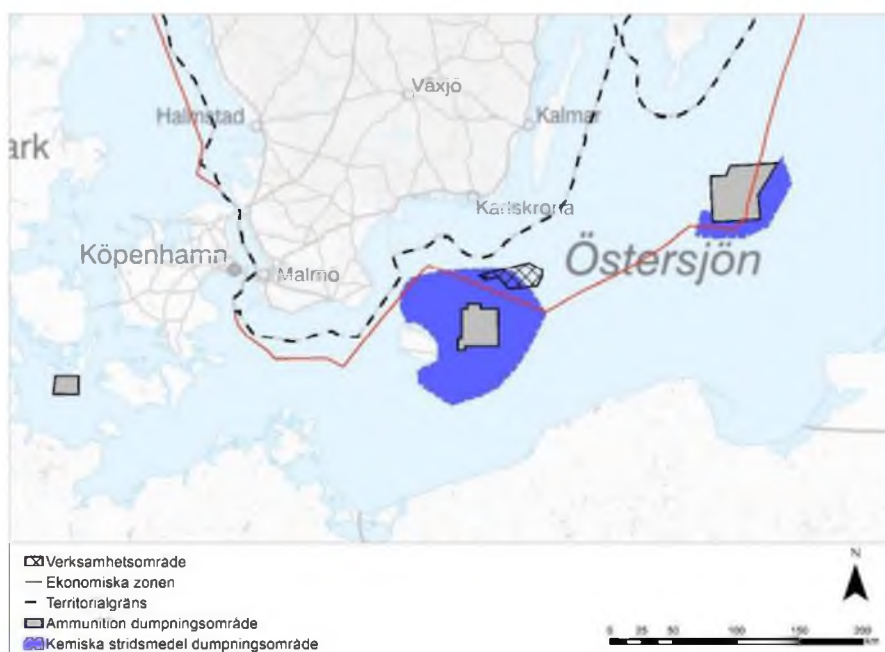 Växjö
Halmstad
Kalmar
ark
Karlskrona
Köpenhamn
Malmö
Östersjön
Verksamhetsområde
Ekonomiska zonen
Territorialgräns
Ammunition dumpningsområde
Kemiska stridsmedel dumpningsområde
N
0 25 50 100 150 200
km